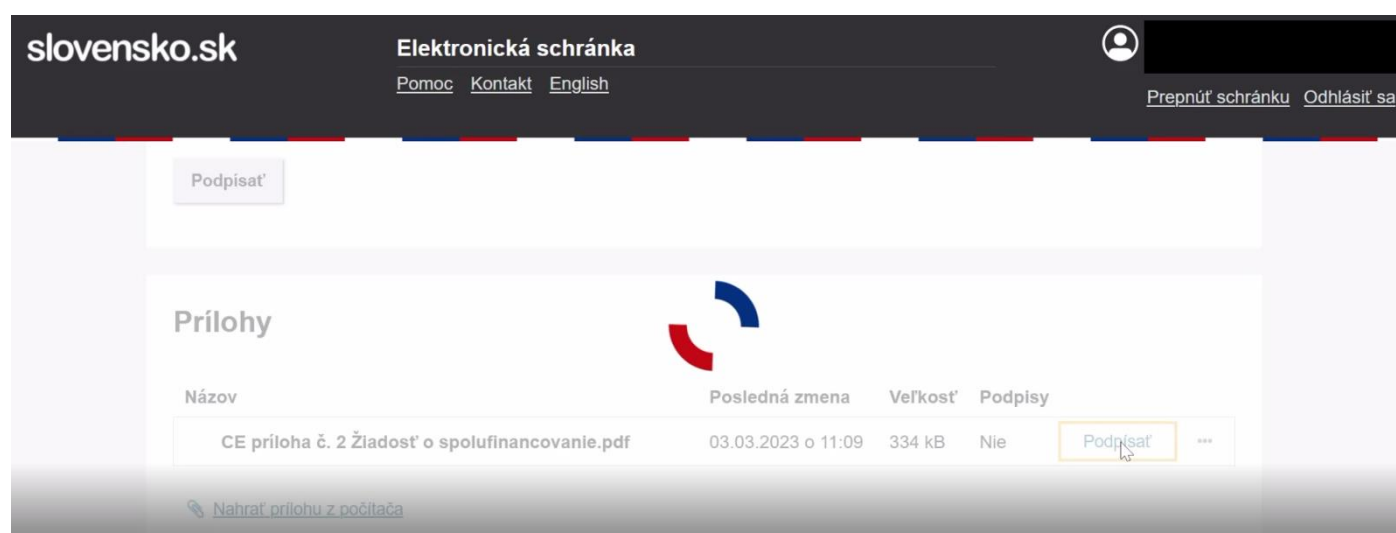 slovensko.sk
Elektronická schránka
Pomoc Kontakt English
Prepnúť schránku Odhlásiť sa
Podpísať
Prílohy
Názov Posledná zmena Veľkosť Podpisy
CE príloha č. 2 Žiadosť o spolufinancovanie.pdf 03.03.2023 o 11:09 334 kB Nie Podpísať ...
Nahrať prílohu z počítača